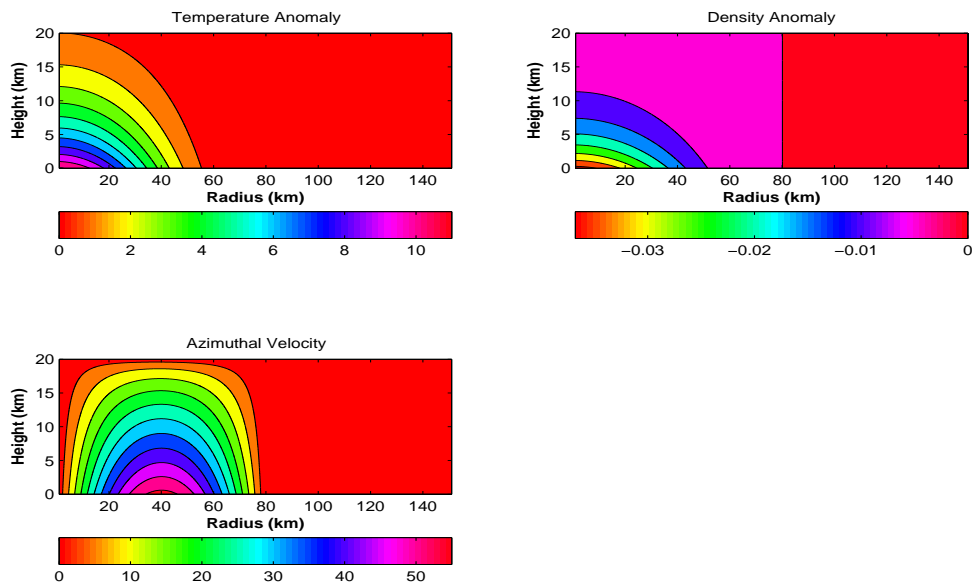 Temperature Anomaly
20
15
10
5
0
Height (km)
20 40 60 80 100 120 140
Radius (km)
0 2 4 6 8 10
Density Anomaly
20
15
10
5
0
Height (km)
20 40 60 80 100 120 140
Radius (km)
−0.03 −0.02 −0.01 0
Azimuthal Velocity
20
15
10
5
0
Height (km)
20 40 60 80 100 120 140
Radius (km)
0 10 20 30 40 50